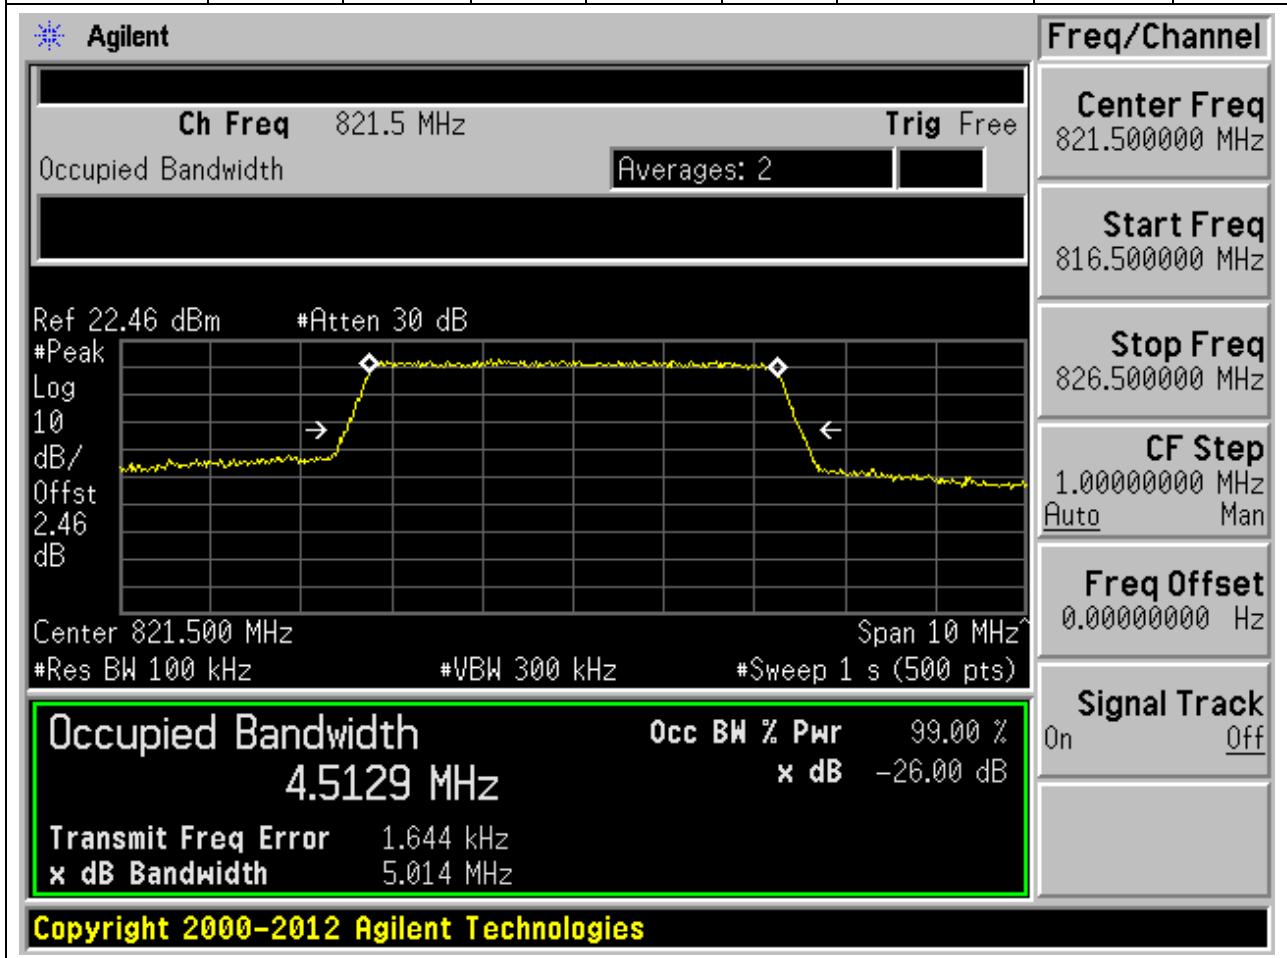 Agilent
Freq/Channel
Ch Freq 821.5 MHz Trig Free
Occupied Bandwidth Averages: 2
Center Freq
821.500000 MHz
Start Freq
816.500000 MHz
Stop Freq
826.500000 MHz
CF Step
1.00000000 MHz
Auto Man
Freq Offset
0.00000000 Hz
Signal Track
On Off
Ref 22.46 dBm #Atten 30 dB
#Peak
Log
10
dB/
Offst
2.46
dB
Center 821.500 MHz Span 10 MHz^
#Res BW 100 kHz #VBW 300 kHz #Sweep 1 s (500 pts)
Occupied Bandwidth Occ BW % Pwr 99.00 %
4.5129 MHz x dB -26.00 dB
Transmit Freq Error 1.644 kHz
x dB Bandwidth 5.014 MHz
Copyright 2000-2012 Agilent Technologies